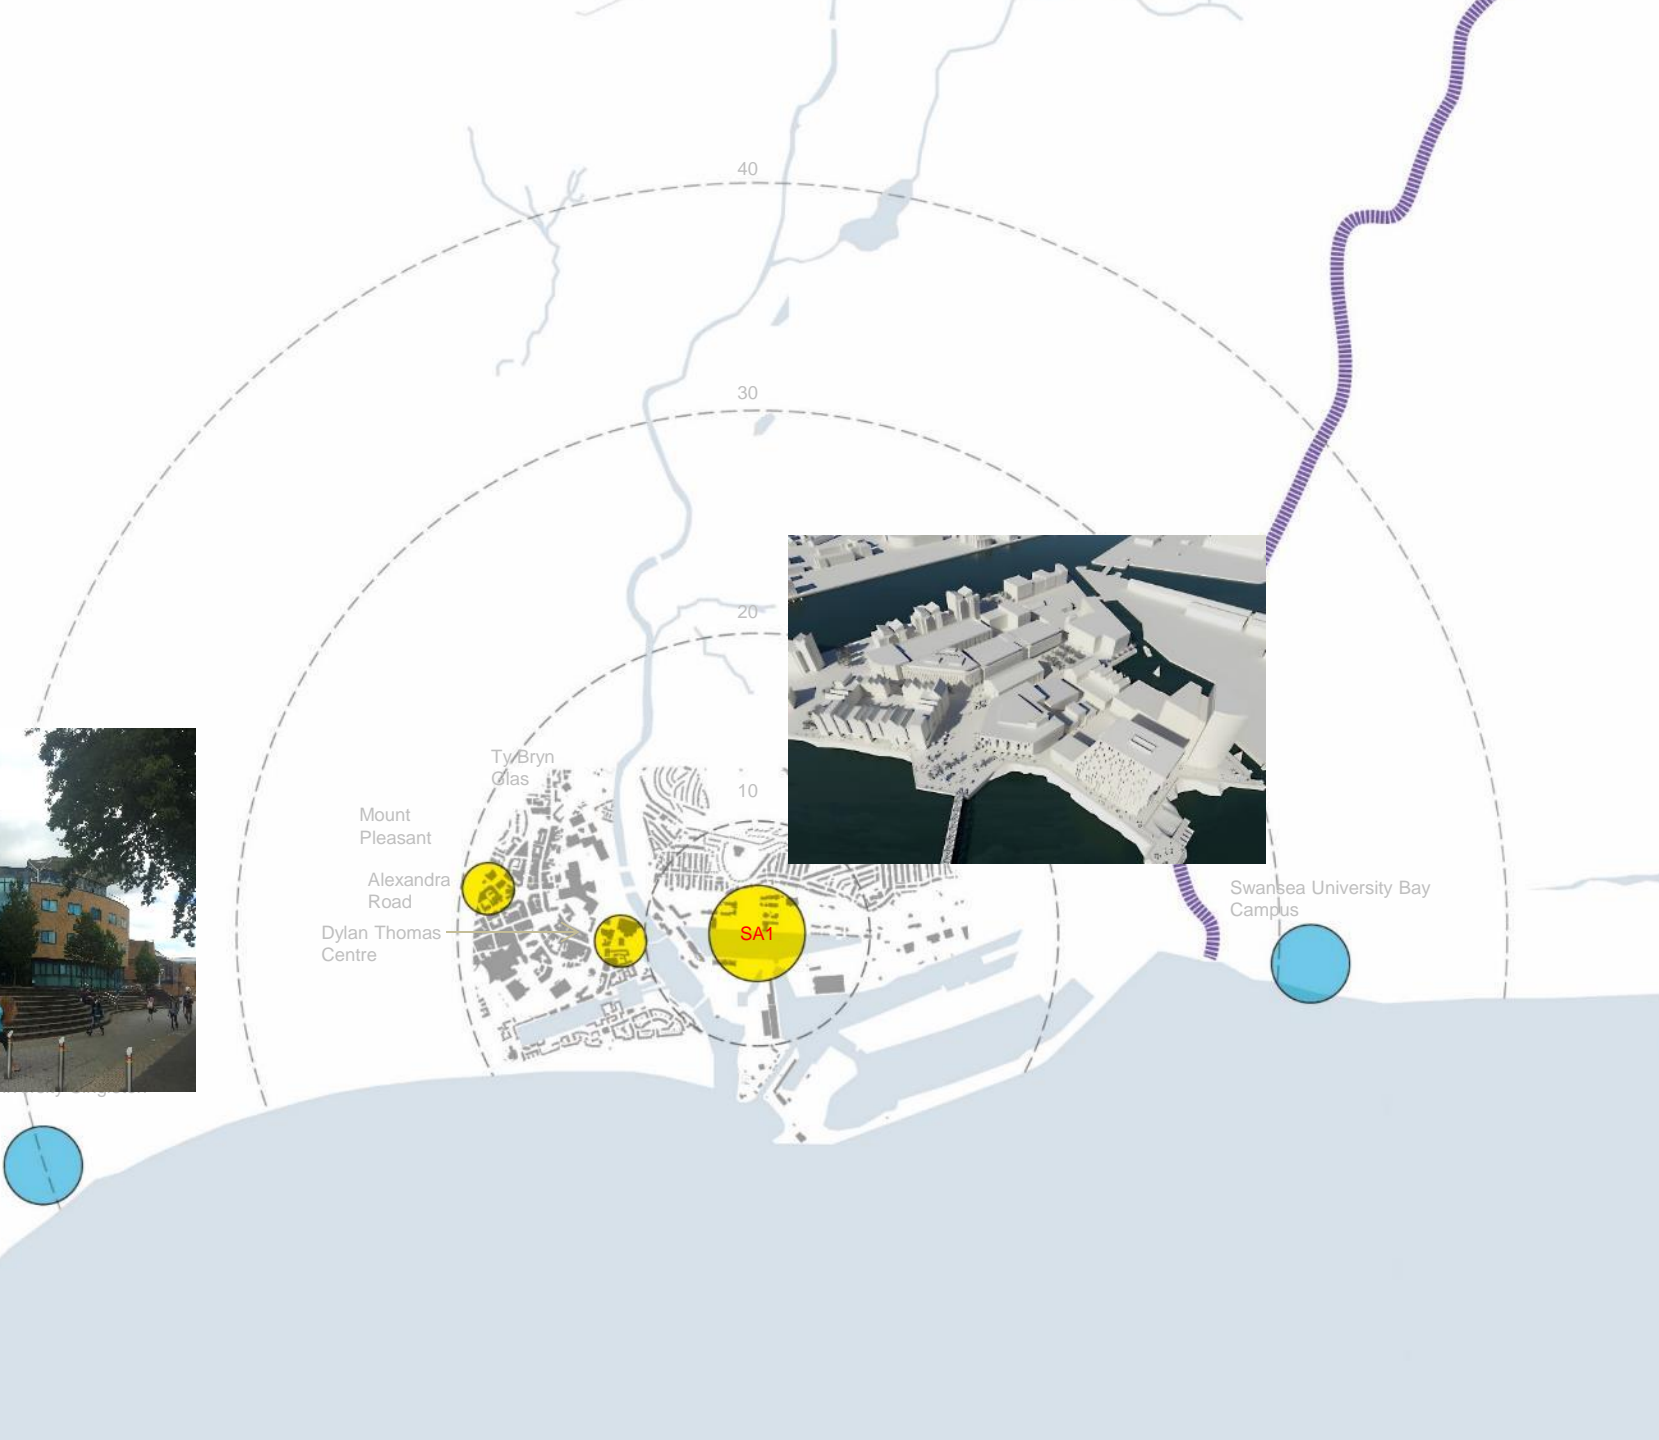 40
30
20
10
Ty Bryn
Glas
Mount
Pleasant
Alexandra
Road
Dylan Thomas
Centre
SA1
Swansea University Bay
Campus